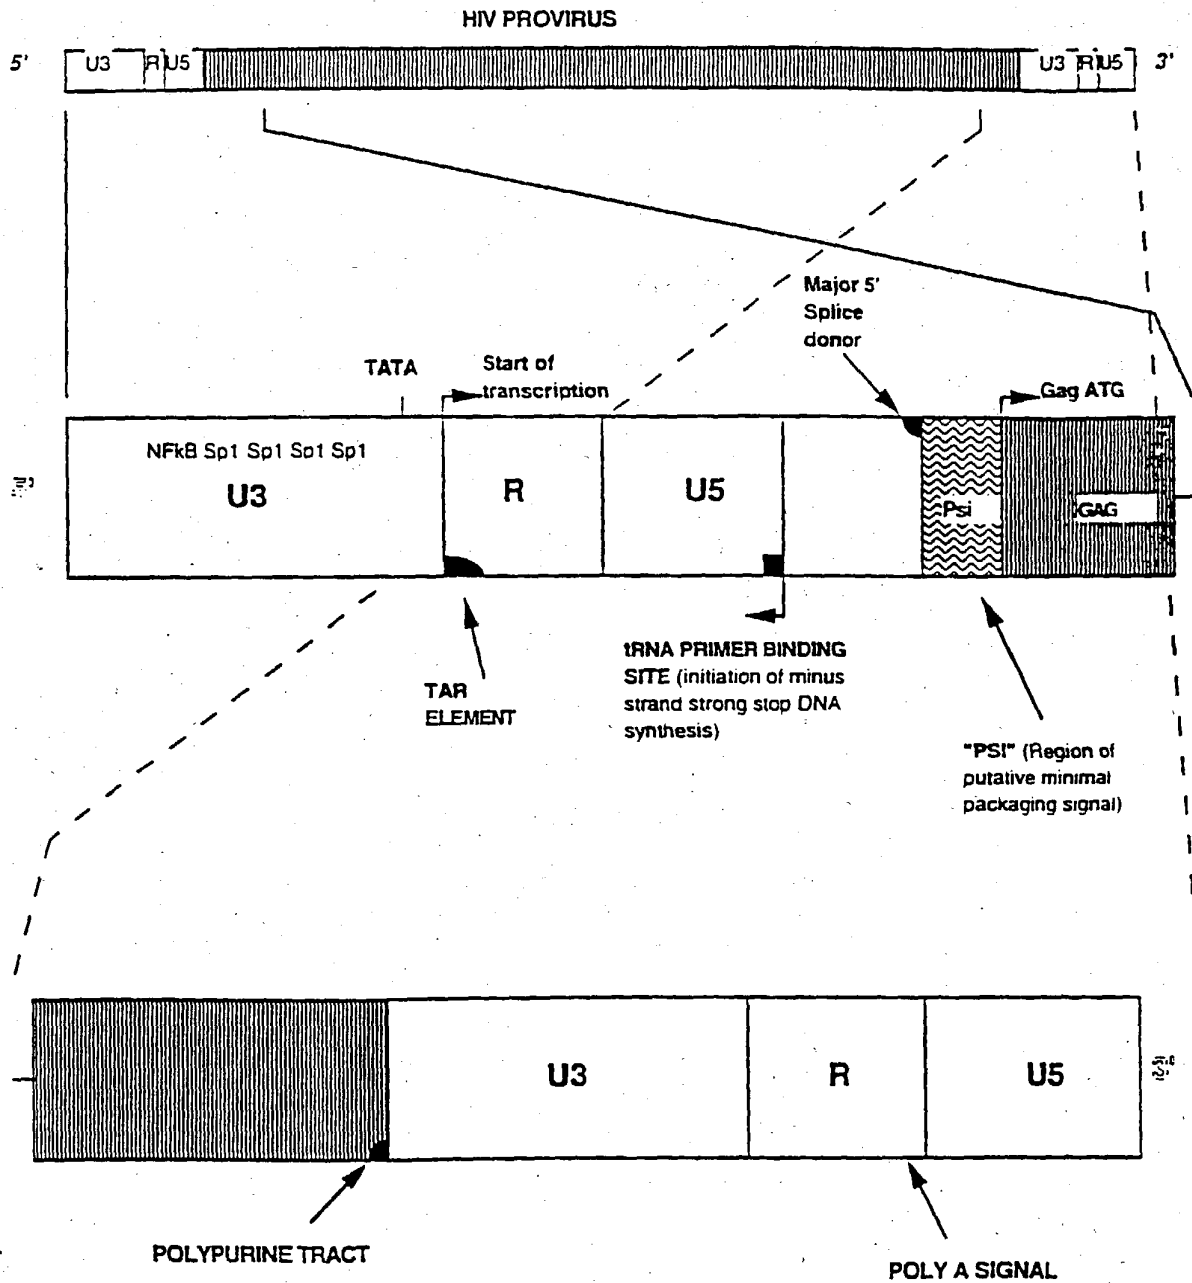 HIV PROVIRUS
5' U3 R U5 U3 R U5 3'
Major 5'
Splice
donor
TATA
Start of
transcription
Gag ATG
NFkB Sp1 Sp1 Sp1 Sp1
U3
R
U5
Psi
GAG
TAR
ELEMENT
tRNA PRIMER BINDING
SITE (initiation of minus
strand strong stop DNA
synthesis)
"PSI" (Region of
putative minimal
packaging signal)
U3
R
U5
POLYPURINE TRACT
POLY A SIGNAL